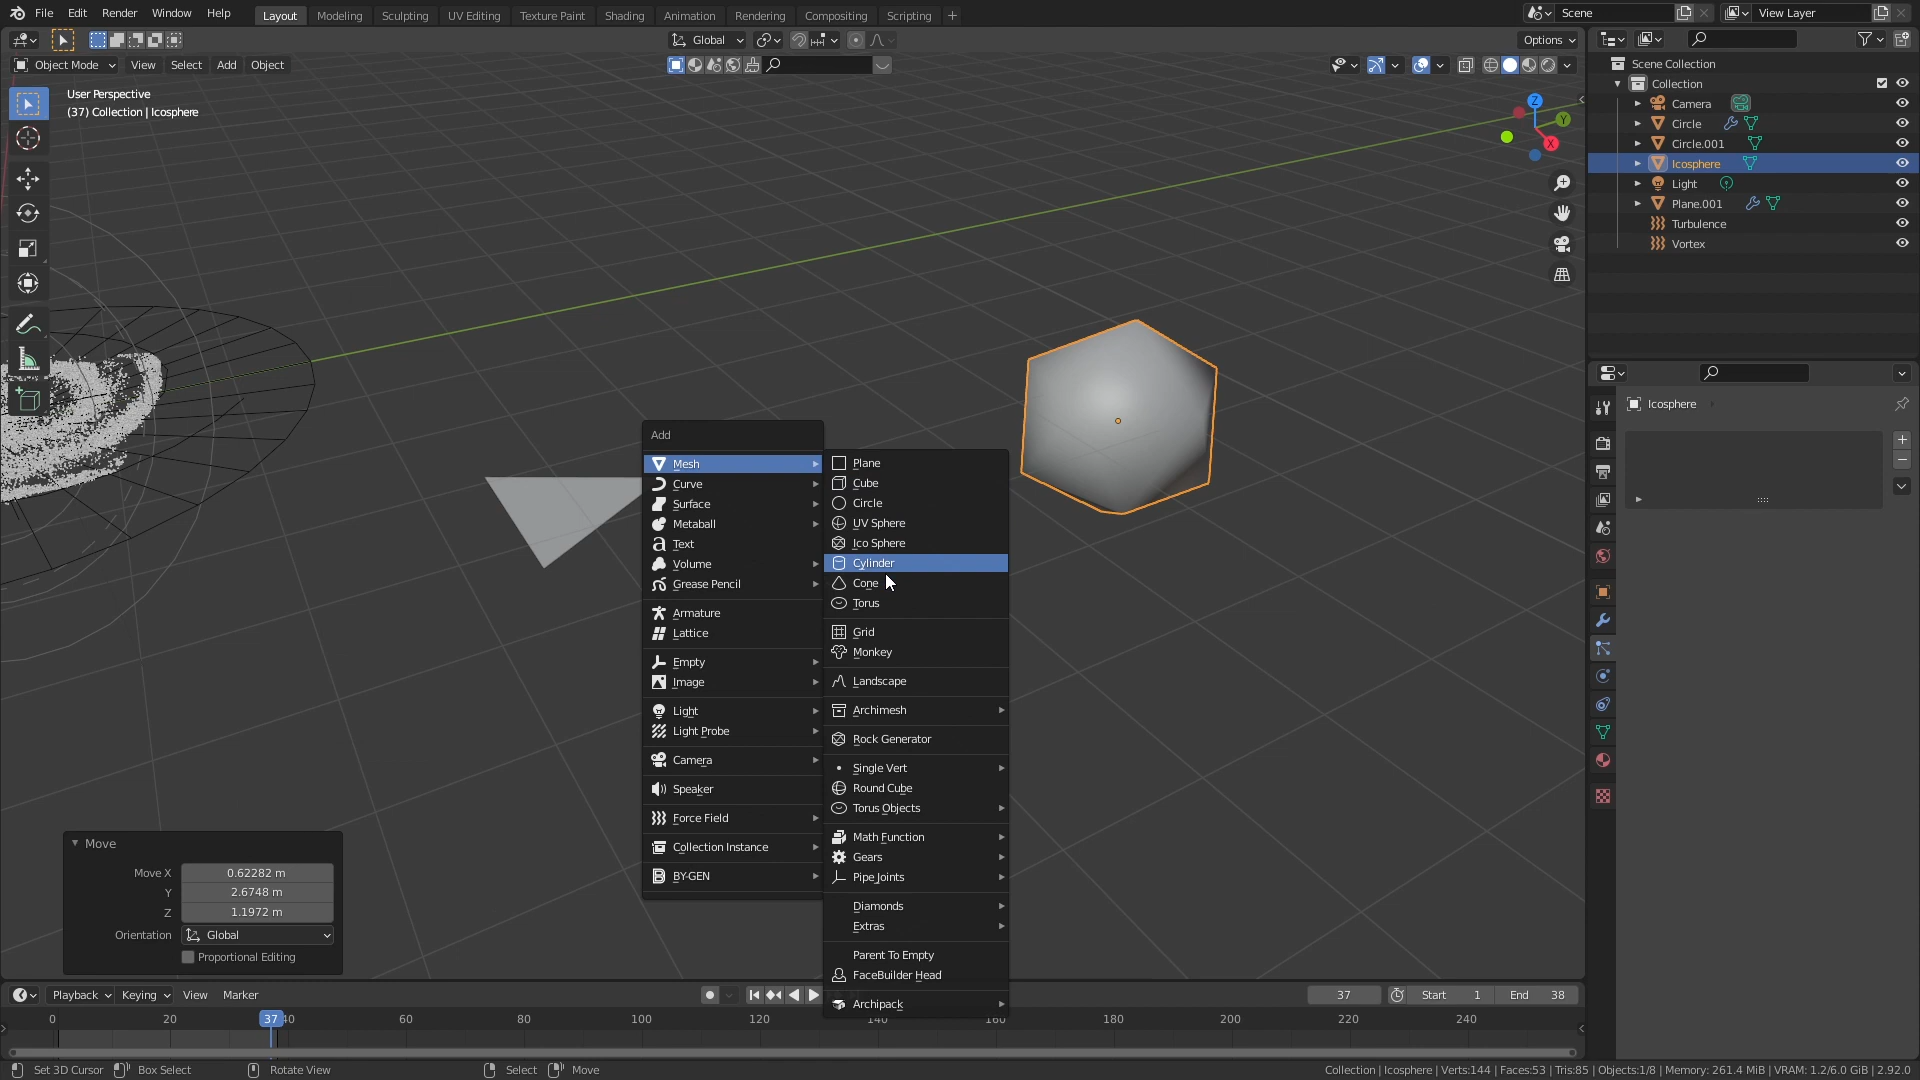 File Edit Render Window Help Layout Modeling Sculpting UV Editing Texture Paint Shading Animation Rendering Compositing Scripting + Scene View Layer
Global Options
Object Mode View Select Add Object
User Perspective
(37) Collection | Icosphere
Z
Y
X
Scene Collection
Collection
Camera
Circle
Circle.001
Icosphere
Light
Plane.001
Turbulence
Vortex
Icosphere
Add
Mesh
Curve
Surface
Metaball
Text
Volume
Grease Pencil
Armature
Lattice
Empty
Image
Light
Light Probe
Camera
Speaker
Force Field
Collection Instance
BY-GEN
Plane
Cube
Circle
UV Sphere
Ico Sphere
Cylinder
Cone
Torus
Grid
Monkey
Landscape
Archimesh
Rock Generator
Single Vert
Round Cube
Torus Objects
Math Function
Gears
Pipe Joints
Diamonds
Extras
Parent To Empty
FaceBuilder Head
Archipack
Move
Move X 0.62282 m
Y 2.6748 m
Z 1.1972 m
Orientation Global
Proportional Editing
Playback Keying View Marker 37 Start 1 End 38
0 20 37 40 60 80 100 120 140 160 180 200 220 240
Set 3D Cursor Box Select Rotate View Select Move Collection | Icosphere | Verts:144 | Faces:53 | Tris:85 | Objects:1/8 | Memory: 261.4 MiB | VRAM: 1.2/6.0 GiB | 2.92.0